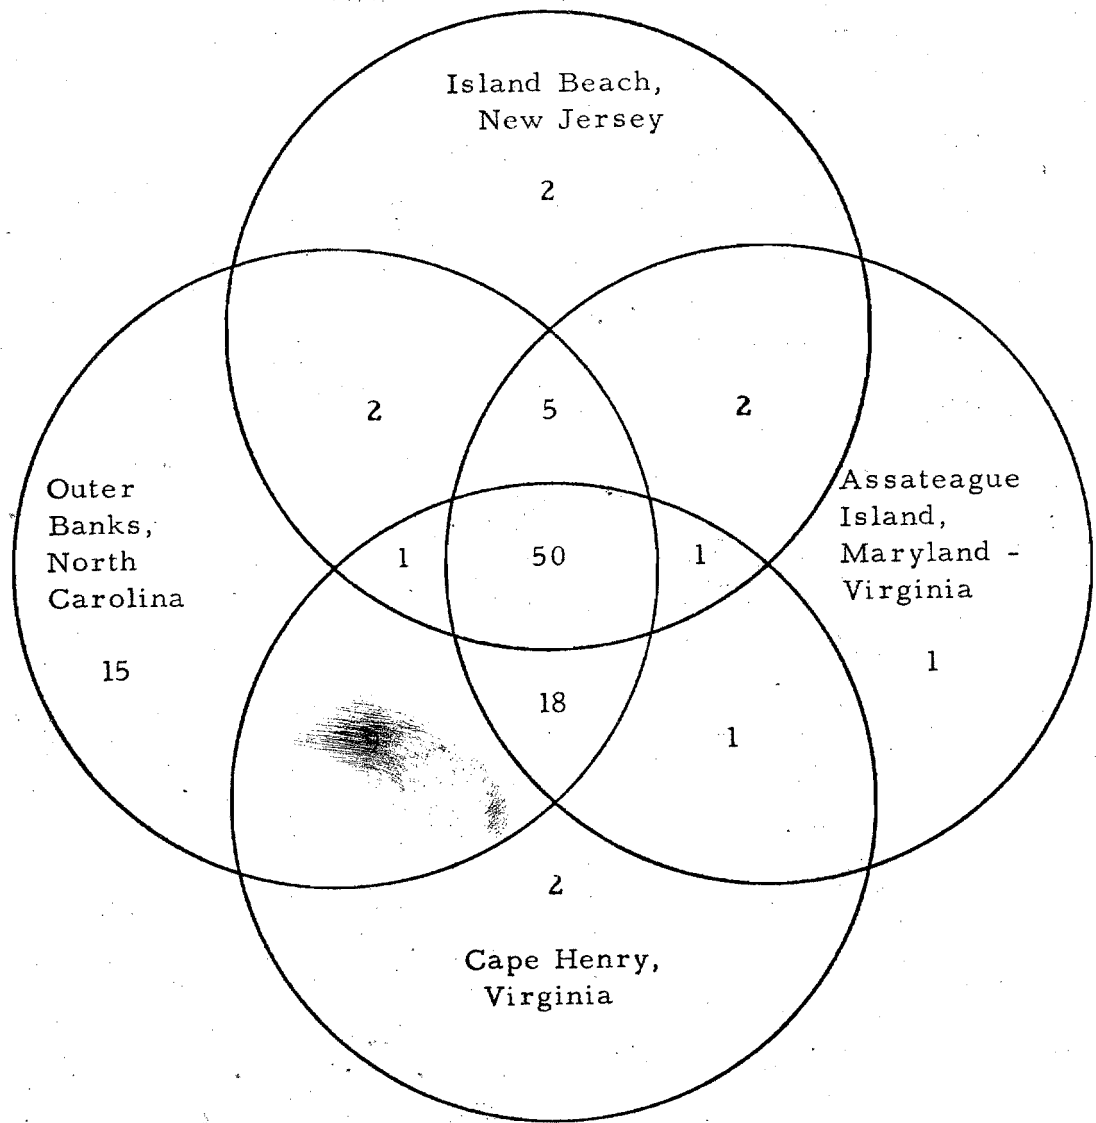 Island Beach,
New Jersey
2
2
5
2
Outer
Banks,
North
Carolina
15
1
50
1
Assateague
Island,
Maryland -
Virginia
1
18
1
2
Cape Henry,
Virginia